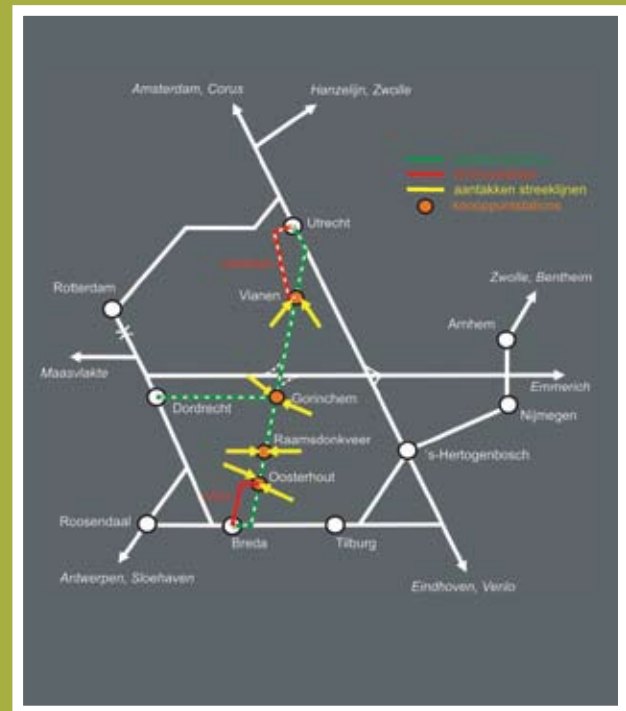 Amsterdam, Corus
Hanzelijn, Zwolle
aantakken streeklijnen
knooppuntstations
Utrecht
Zwolle, Bentheim
Rotterdam
Vianen
Arnhem
Maasvlakte
Emmerich
Dordrecht
Gorinchem
Nijmegen
Raamsdonkveer
's-Hertogenbosch
Oosterhout
Roosendaal
Breda
Tilburg
Antwerpen, Sloehaven
Eindhoven, Venlo